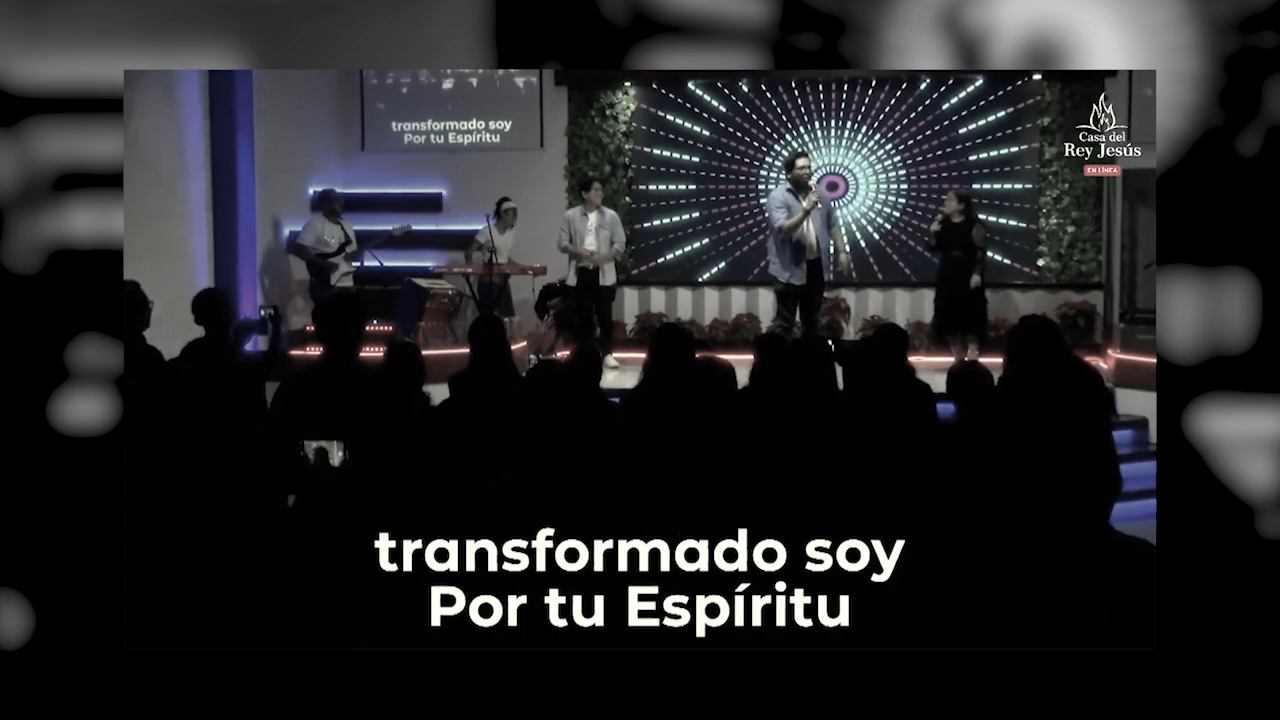 transformado soy
Por tu Espíritu
Casa del
Rey Jesús
EN LÍNEA
transformado soy
Por tu Espíritu